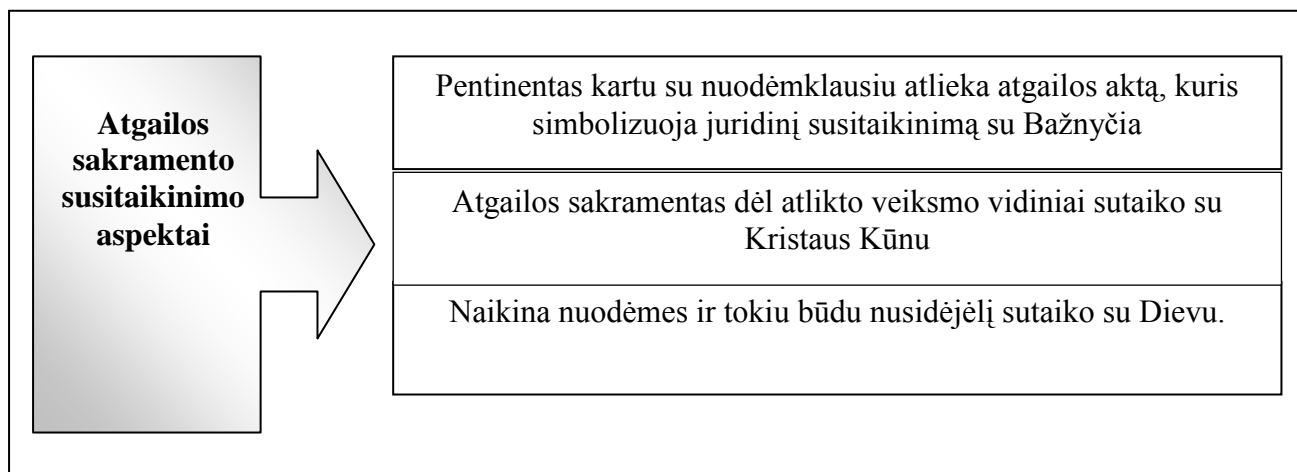 Atgailos
sakramento
susitaikinimo
aspektai
Pentinentas kartu su nuodėmklausiu atlieka atgailos aktą, kuris
simbolizuoja juridinį susitaikinimą su Bažnyčia
Atgailos sakramentas dėl atlikto veiksmo vidiniai sutaiko su
Kristaus Kūnu
Naikina nuodėmes ir tokiu būdu nusidėjėlį sutaiko su Dievu.